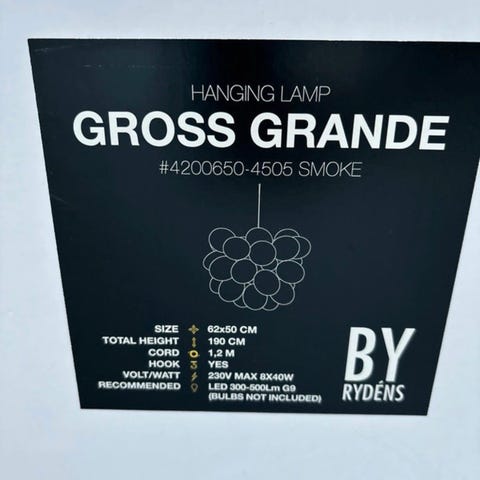 HANGING LAMP
GROSS GRANDE
#4200650-4505 SMOKE
SIZE 62x50 CM
TOTAL HEIGHT 190 CM
CORD 1,2 M
HOOK YES
VOLT/WATT 230V MAX 8X40W
RECOMMENDED LED 300-500Lm G9
(BULBS NOT INCLUDED)
BY
RYDÉNS